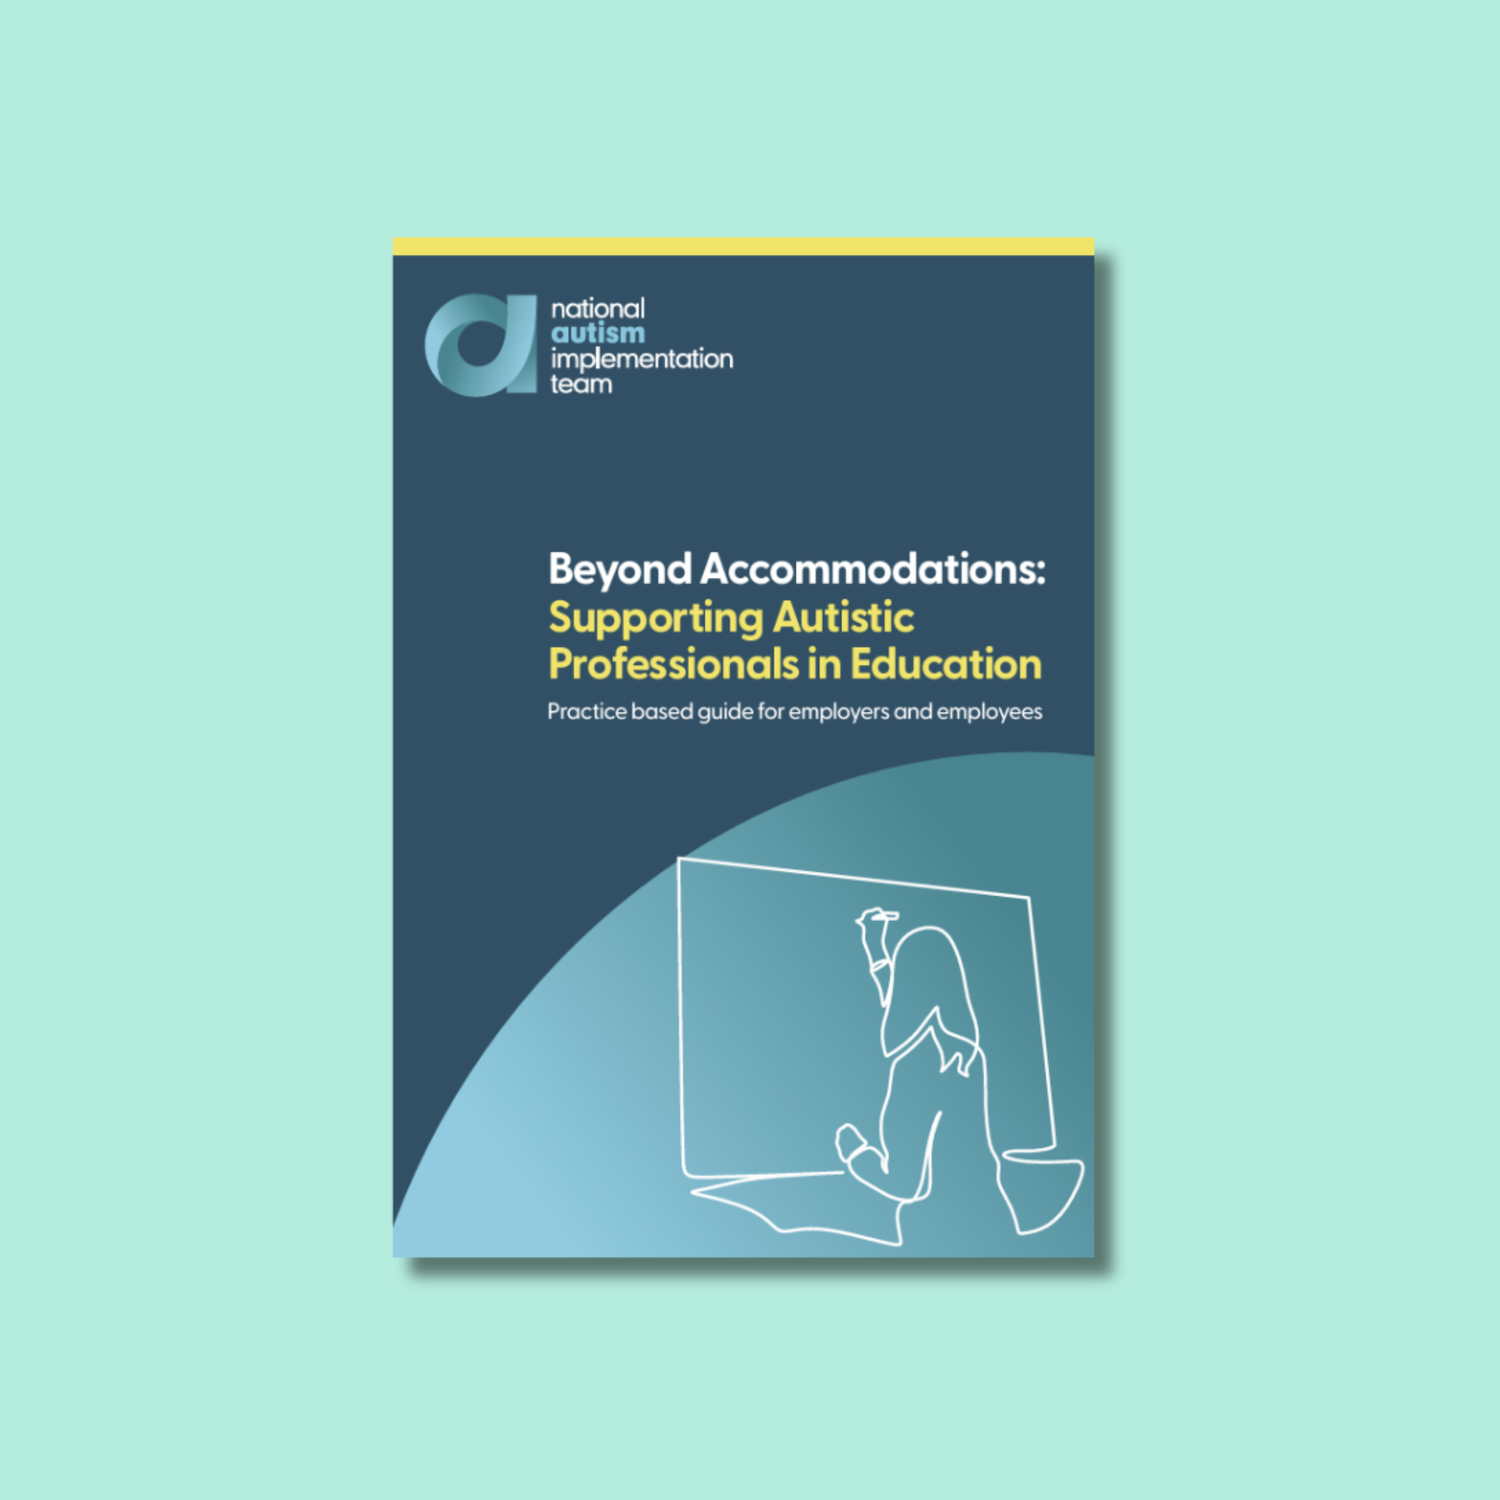 national
autism
implementation
team
Beyond Accommodations:
Supporting Autistic
Professionals in Education
Practice based guide for employers and employees